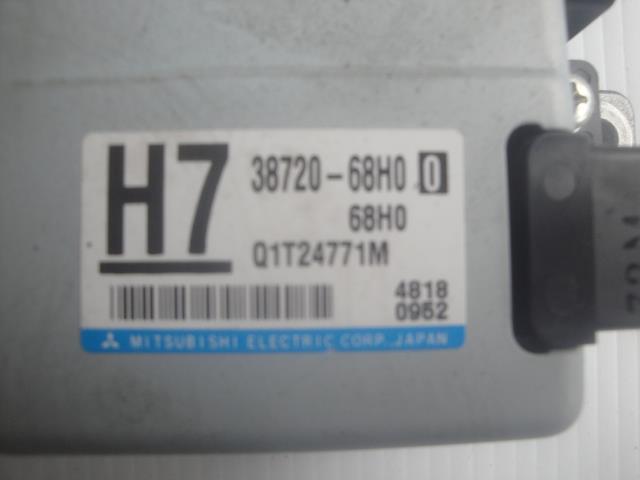 H7 38720-68H0 0
68H0
Q1T24771M
4818
0952
MITSUBISHI ELECTRIC CORP., JAPAN